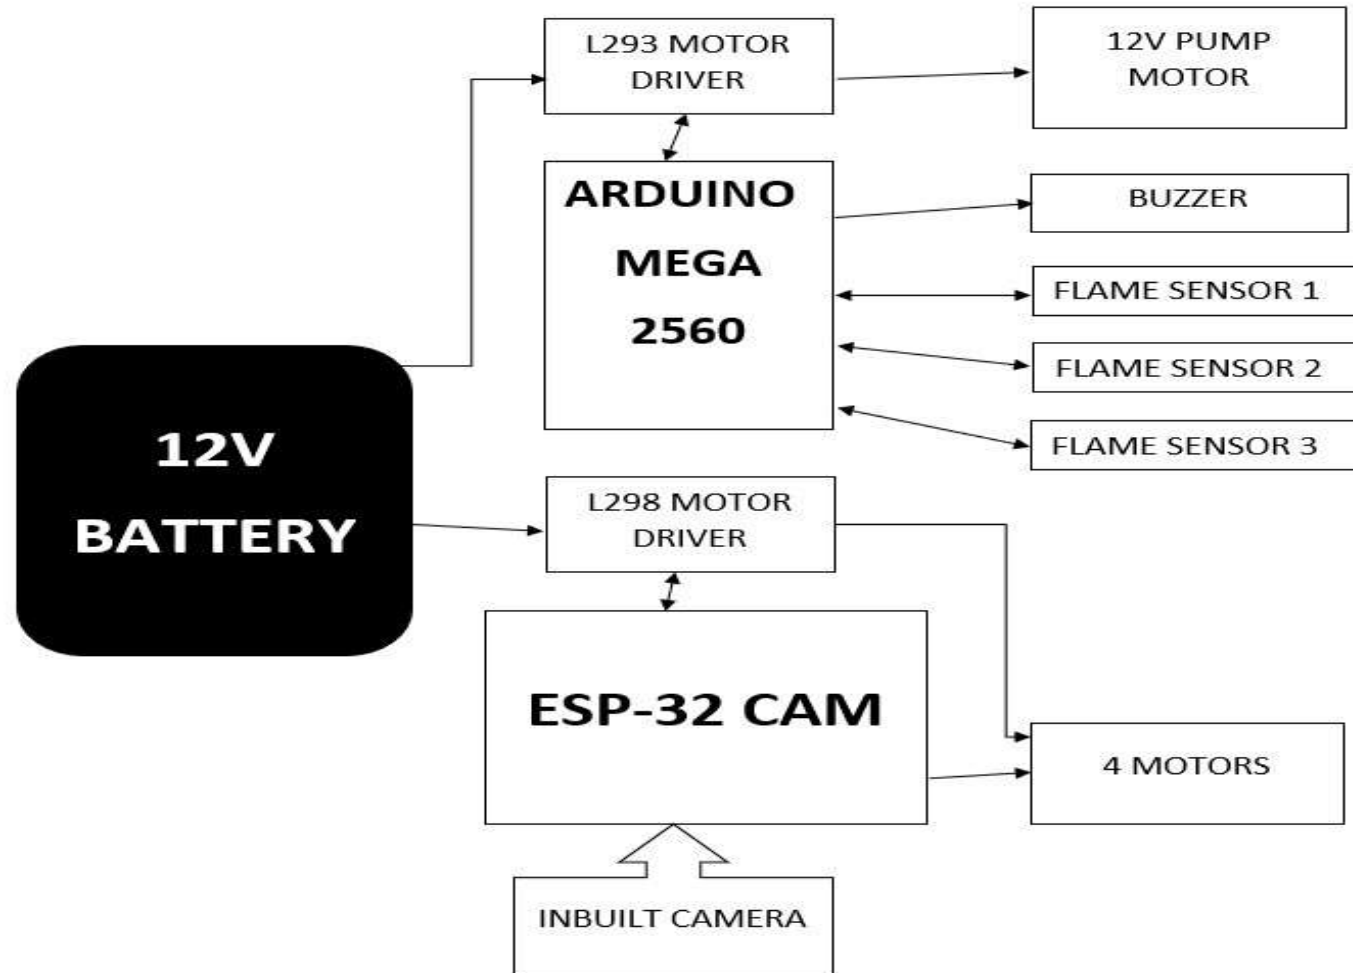 L293 MOTOR
DRIVER
12V PUMP
MOTOR
ARDUINO
MEGA
2560
BUZZER
FLAME SENSOR 1
FLAME SENSOR 2
FLAME SENSOR 3
12V
BATTERY
L298 MOTOR
DRIVER
ESP-32 CAM
4 MOTORS
INBUILT CAMERA